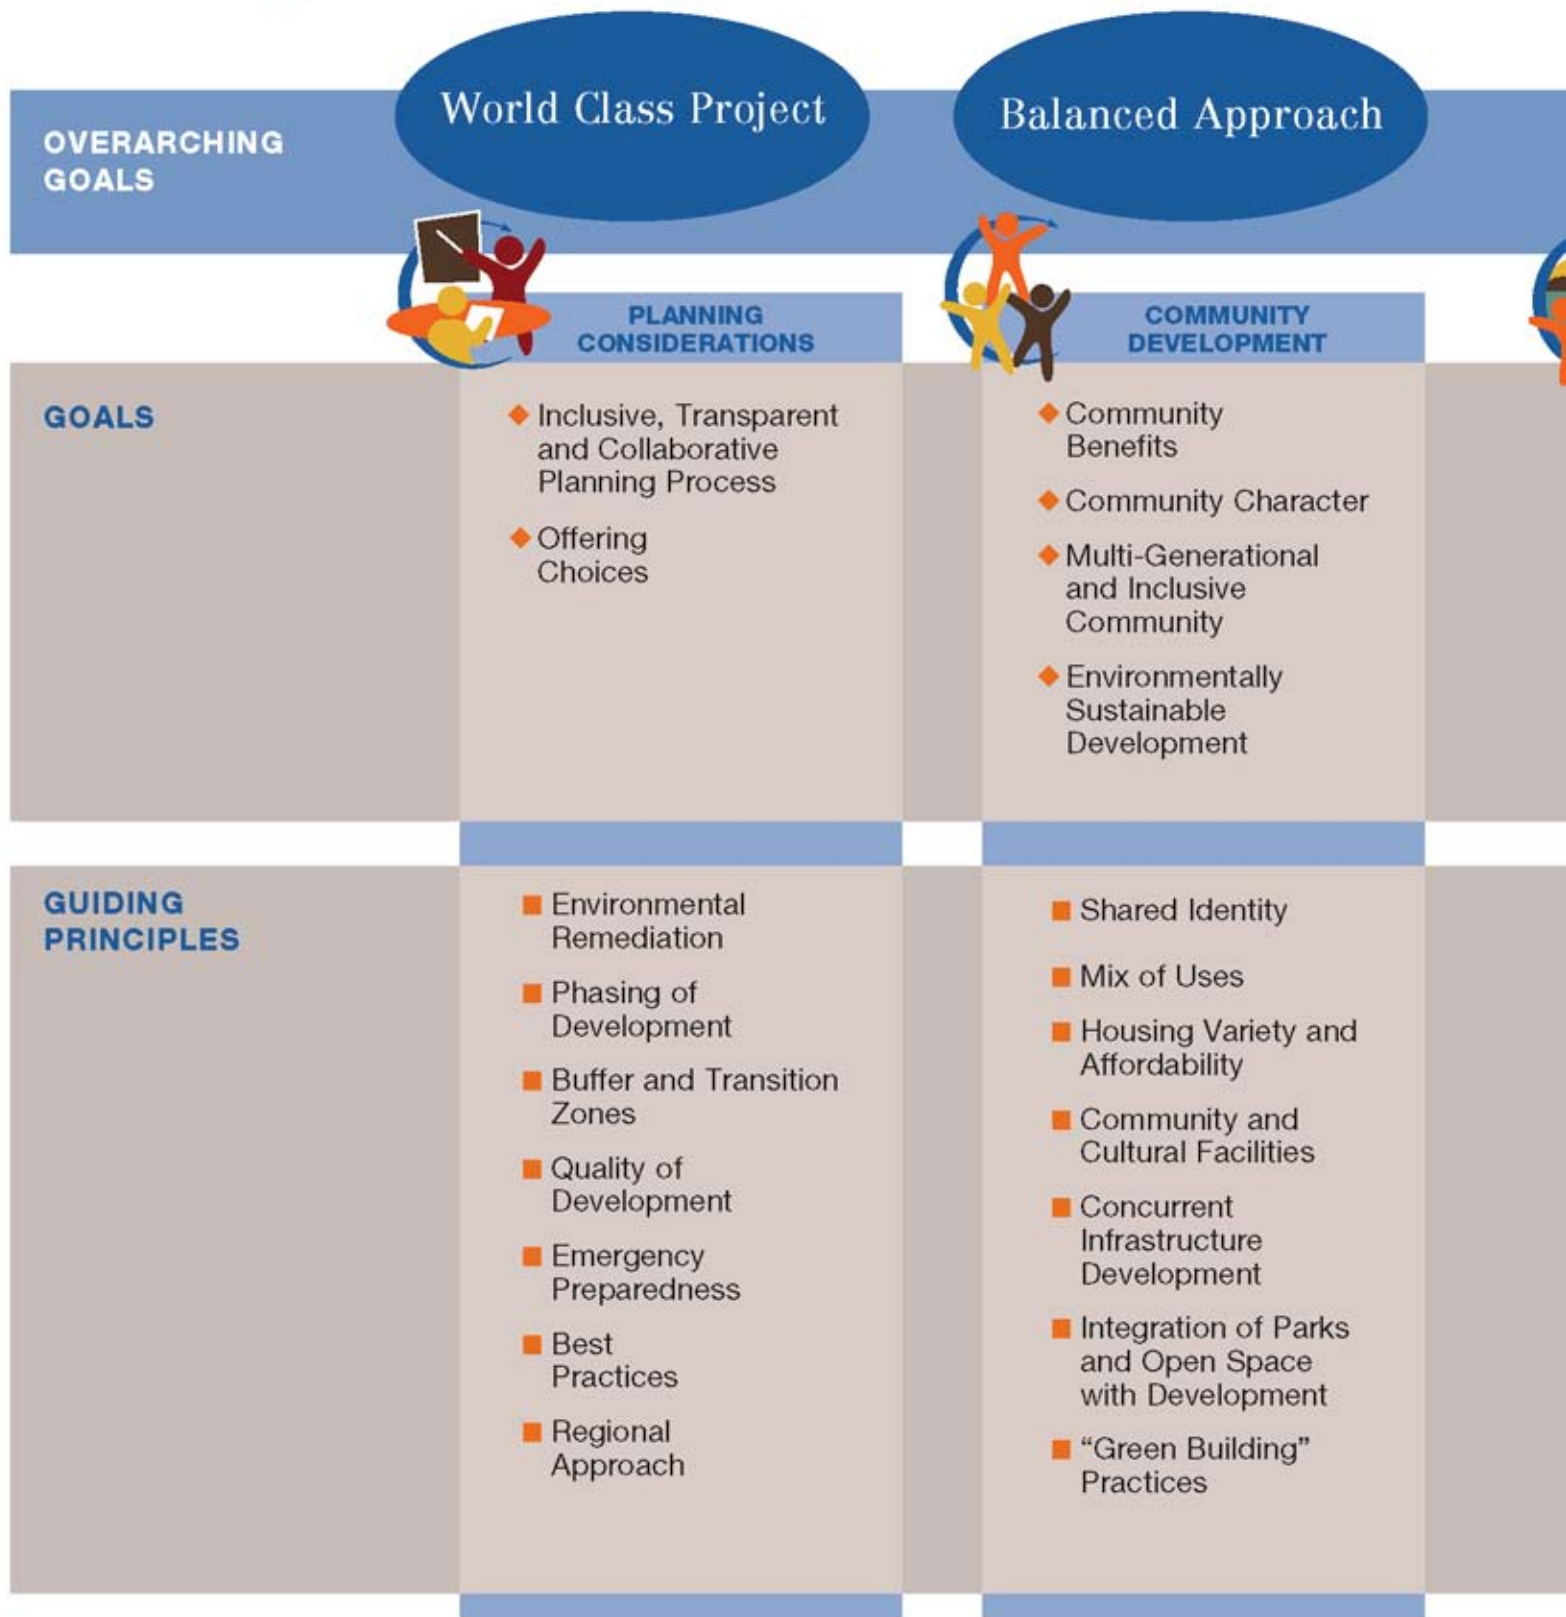 World Class Project
Balanced Approach
OVERARCHING
GOALS
PLANNING
CONSIDERATIONS
COMMUNITY
DEVELOPMENT
GOALS
Inclusive, Transparent
and Collaborative
Planning Process
Offering
Choices
Community
Benefits
Community Character
Multi-Generational
and Inclusive
Community
Environmentally
Sustainable
Development
GUIDING
PRINCIPLES
Environmental
Remediation
Phasing of
Development
Buffer and Transition
Zones
Quality of
Development
Emergency
Preparedness
Best
Practices
Regional
Approach
Shared Identity
Mix of Uses
Housing Variety and
Affordability
Community and
Cultural Facilities
Concurrent
Infrastructure
Development
Integration of Parks
and Open Space
with Development
“Green Building”
Practices